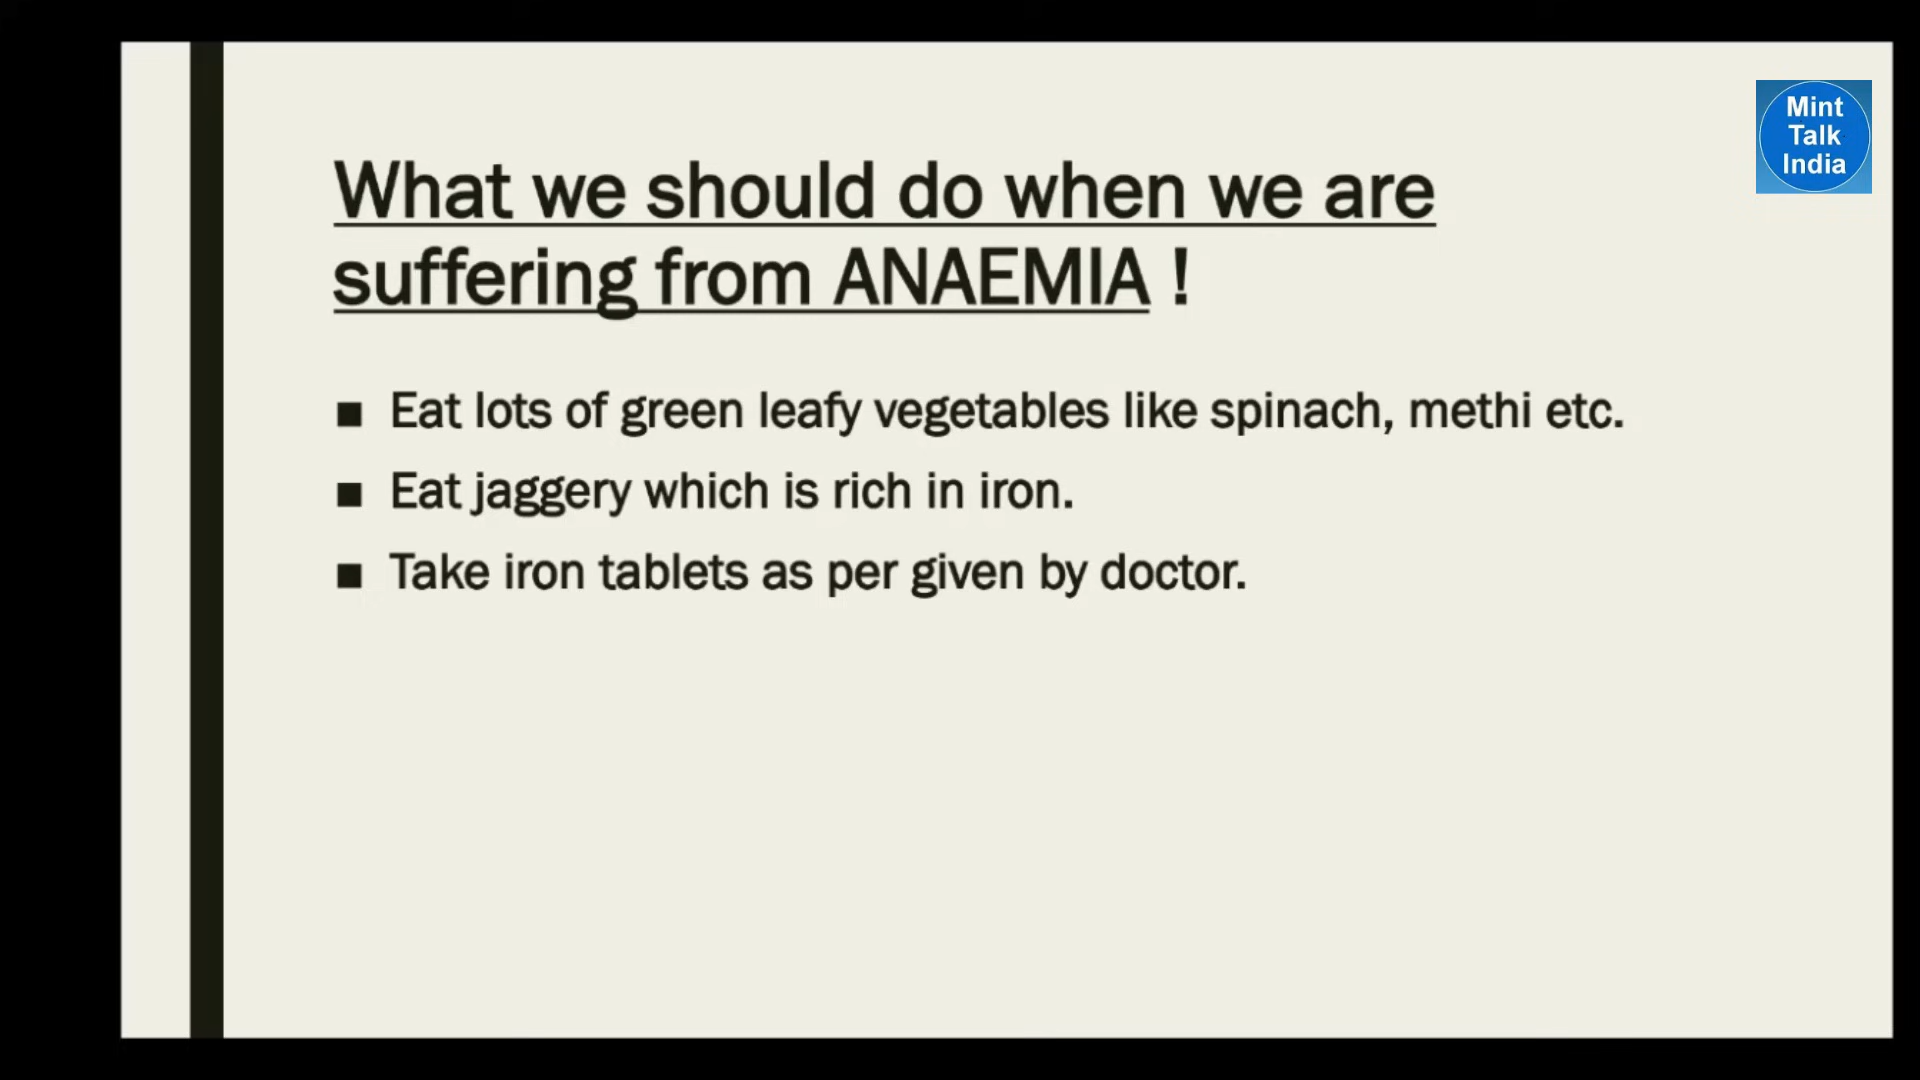 Mint
Talk
India
What we should do when we are
suffering from ANAEMIA !
■ Eat lots of green leafy vegetables like spinach, methi etc.
■ Eat jaggery which is rich in iron.
■ Take iron tablets as per given by doctor.